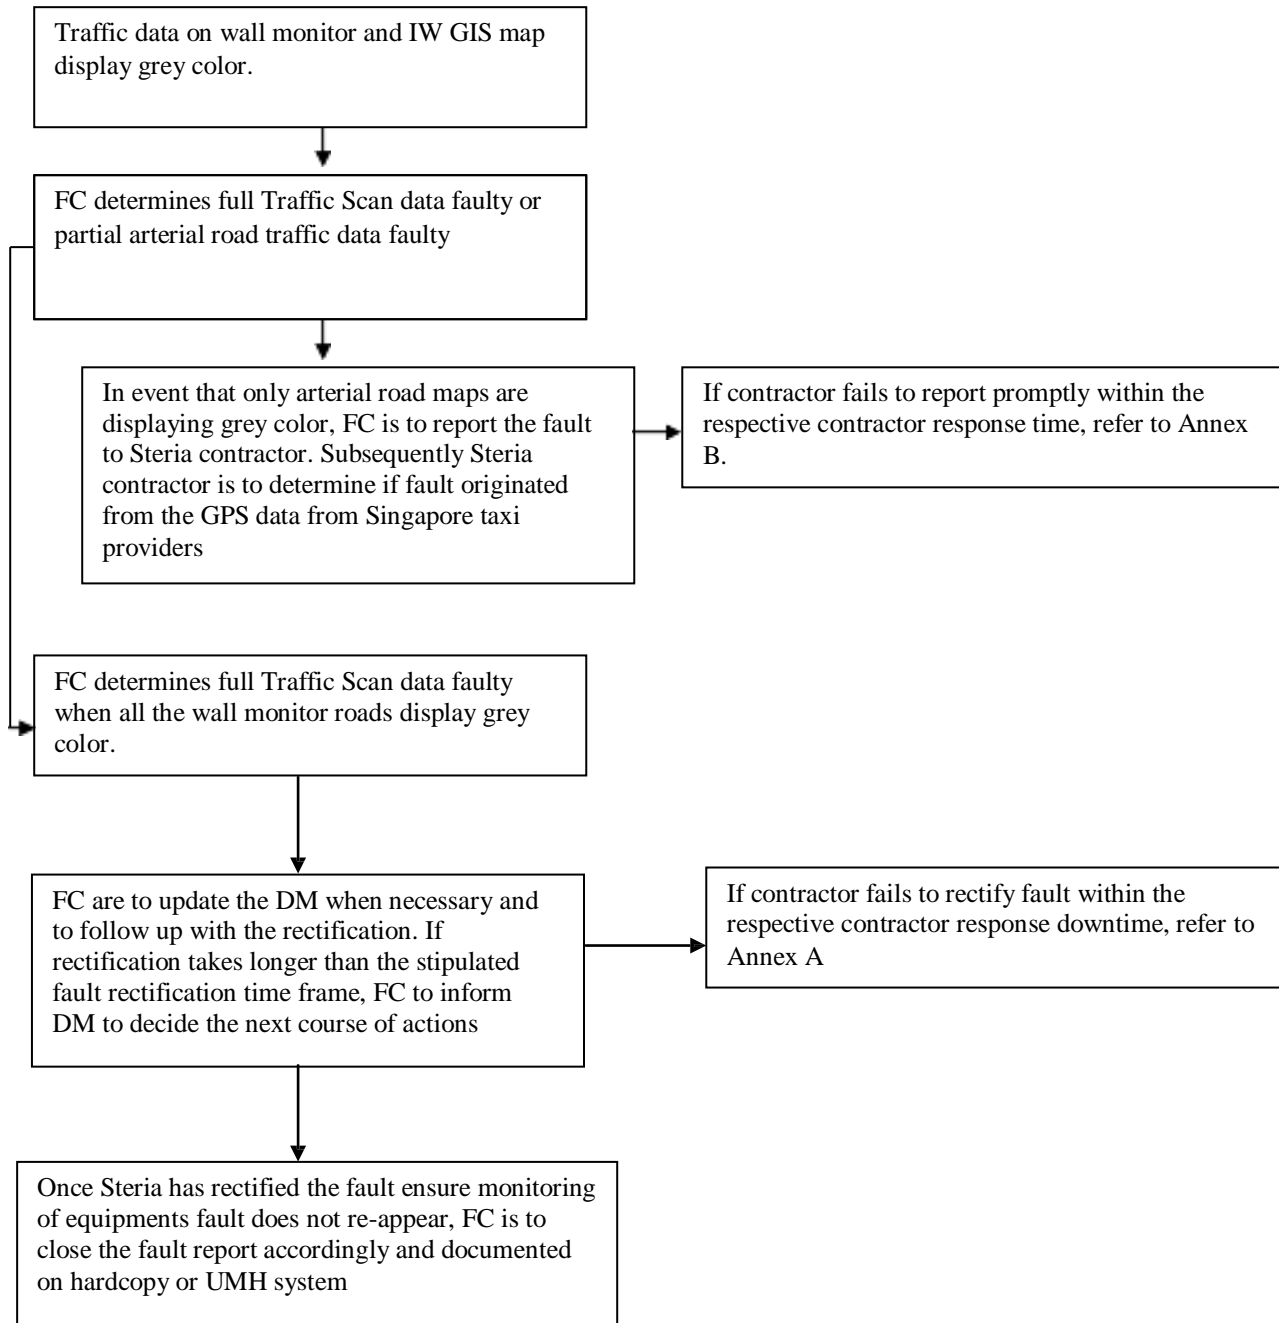 Traffic data on wall monitor and IW GIS map
display grey color.
FC determines full Traffic Scan data faulty or
partial arterial road traffic data faulty
In event that only arterial road maps are
displaying grey color, FC is to report the fault
to Steria contractor. Subsequently Steria
contractor is to determine if fault originated
from the GPS data from Singapore taxi
providers
If contractor fails to report promptly within the
respective contractor response time, refer to Annex
B.
FC determines full Traffic Scan data faulty
when all the wall monitor roads display grey
color.
FC are to update the DM when necessary and
to follow up with the rectification. If
rectification takes longer than the stipulated
fault rectification time frame, FC to inform
DM to decide the next course of actions
If contractor fails to rectify fault within the
respective contractor response downtime, refer to
Annex A
Once Steria has rectified the fault ensure monitoring
of equipments fault does not re-appear, FC is to
close the fault report accordingly and documented
on hardcopy or UMH system